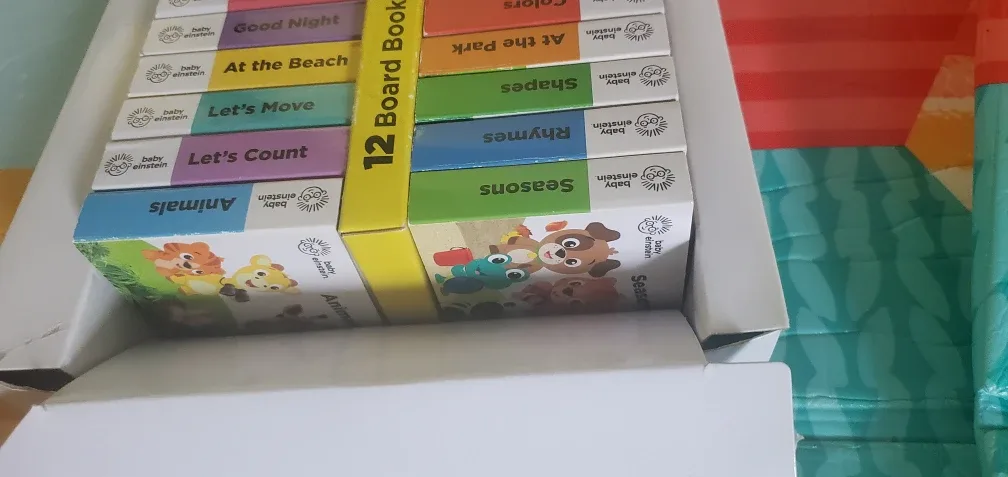 baby
einstein
Good Night
baby
einstein
At the Beach
baby
einstein
Let's Move
baby
einstein
Let's Count
Animals
baby
einstein
baby
einstein
12 Board Book
Colors
At the Park
baby
einstein
Shapes
baby
einstein
Rhymes
baby
einstein
Seasons
baby
einstein
baby
einstein